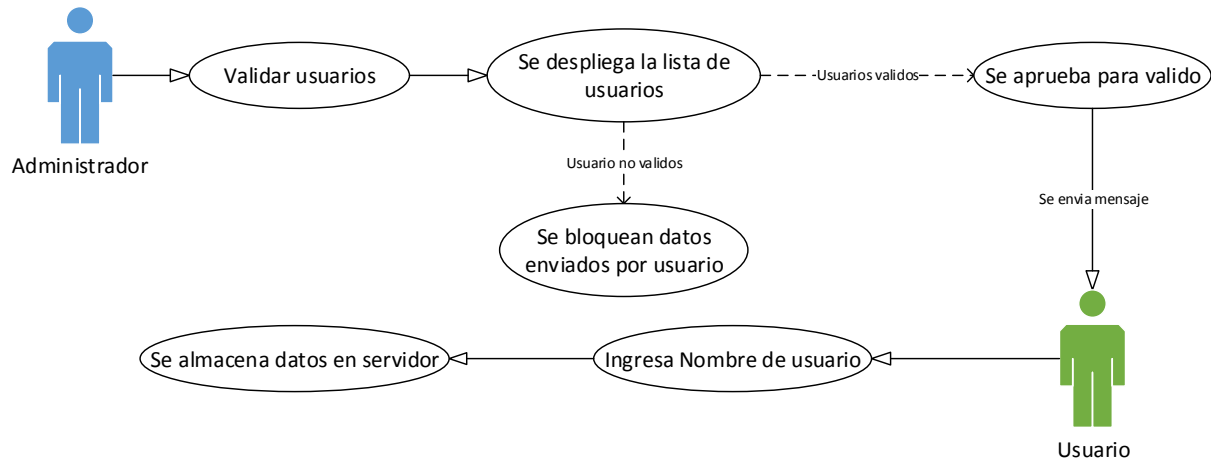 Validar usuarios
Se despliega la lista de
usuarios
Usuarios validos
Se aprueba para valido
Administrador
Usuario no validos
Se envia mensaje
Se bloquean datos
enviados por usuario
Se almacena datos en servidor
Ingresa Nombre de usuario
Usuario